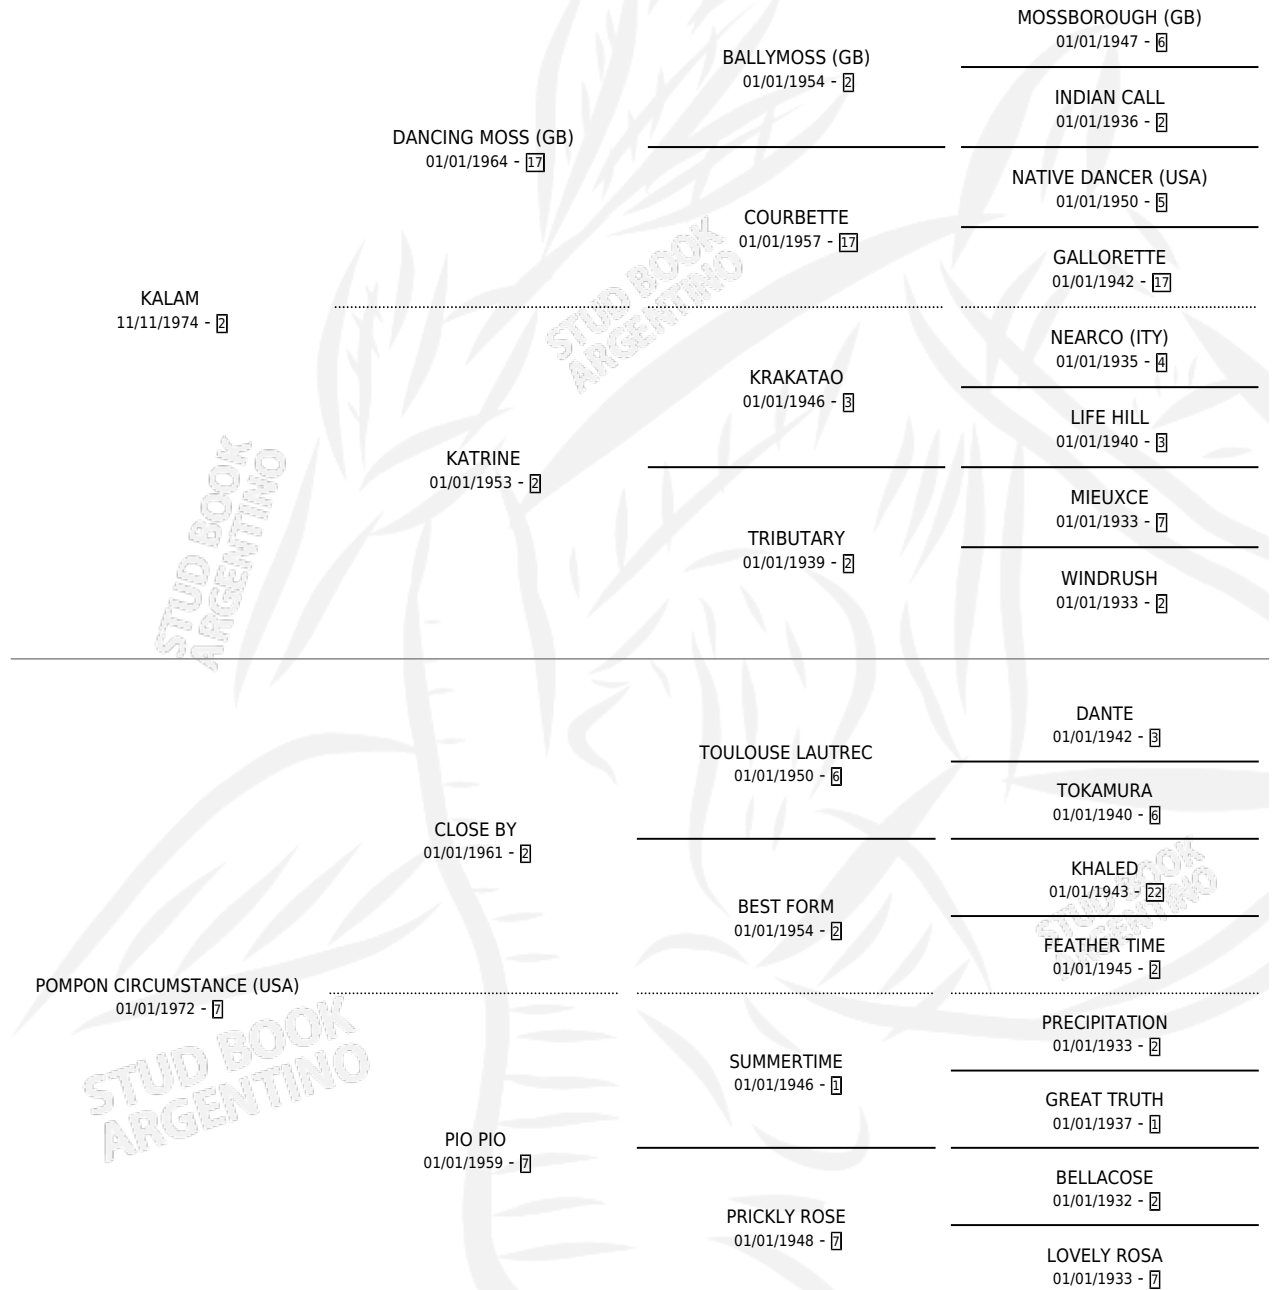 MOSSBOROUGH (GB)
01/01/1947 - 6
BALLYMOSS (GB)
01/01/1954 - 2
INDIAN CALL
01/01/1936 - 2
DANCING MOSS (GB)
01/01/1964 - 17
NATIVE DANCER (USA)
01/01/1950 - 5
COURBETTE
01/01/1957 - 17
GALLORETTE
01/01/1942 - 17
KALAM
11/11/1974 - 2
NEARCO (ITY)
01/01/1935 - 4
KRAKATAO
01/01/1946 - 3
LIFE HILL
01/01/1940 - 3
KATRINE
01/01/1953 - 2
MIEUXCE
01/01/1933 - 7
TRIBUTARY
01/01/1939 - 2
WINDRUSH
01/01/1933 - 2
STUD BOOK
ARGENTINO
STUD BOOK
ARGENTINO
DANTE
01/01/1942 - 3
TOULOUSE LAUTREC
01/01/1950 - 6
TOKAMURA
01/01/1940 - 6
CLOSE BY
01/01/1961 - 2
KHALED
01/01/1943 - 22
BEST FORM
01/01/1954 - 2
FEATHER TIME
01/01/1945 - 2
POMPON CIRCUMSTANCE (USA)
01/01/1972 - 7
PRECIPITATION
01/01/1933 - 2
SUMMERTIME
01/01/1946 - 1
GREAT TRUTH
01/01/1937 - 1
PIO PIO
01/01/1959 - 7
BELLACOSE
01/01/1932 - 2
PRICKLY ROSE
01/01/1948 - 7
LOVELY ROSA
01/01/1933 - 7
STUD BOOK
ARGENTINO
STUD BOOK
ARGENTINO